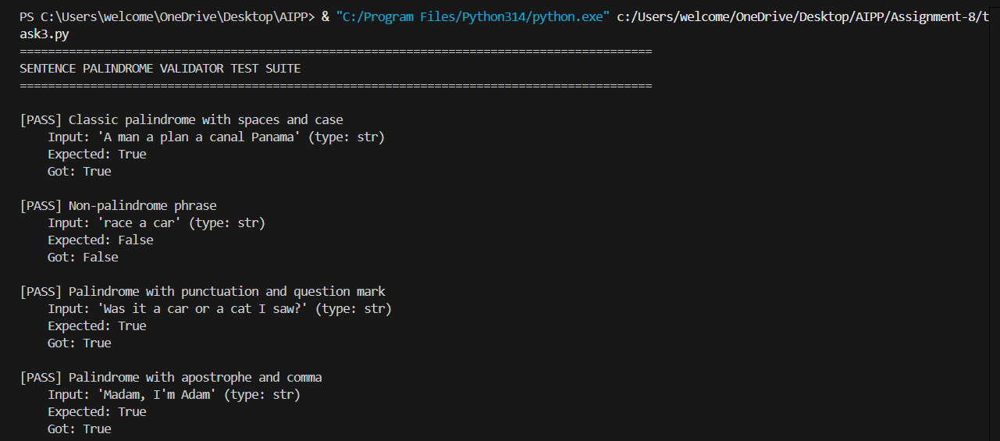 PS C:\Users\welcome\OneDrive\Desktop\AIPP> & "C:/Program Files/Python314/python.exe" c:/Users/welcome/OneDrive/Desktop/AIPP/Assignment-8/t
ask3.py
==========================================================================================
SENTENCE PALINDROME VALIDATOR TEST SUITE
==========================================================================================

[PASS] Classic palindrome with spaces and case
    Input: 'A man a plan a canal Panama' (type: str)
    Expected: True
    Got: True

[PASS] Non-palindrome phrase
    Input: 'race a car' (type: str)
    Expected: False
    Got: False

[PASS] Palindrome with punctuation and question mark
    Input: 'Was it a car or a cat I saw?' (type: str)
    Expected: True
    Got: True

[PASS] Palindrome with apostrophe and comma
    Input: 'Madam, I'm Adam' (type: str)
    Expected: True
    Got: True